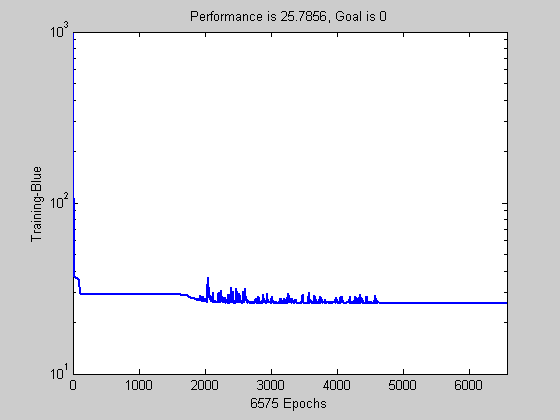 Performance is 25.7856, Goal is 0
10^3
10^2
10^1
Training-Blue
0 1000 2000 3000 4000 5000 6000
6575 Epochs